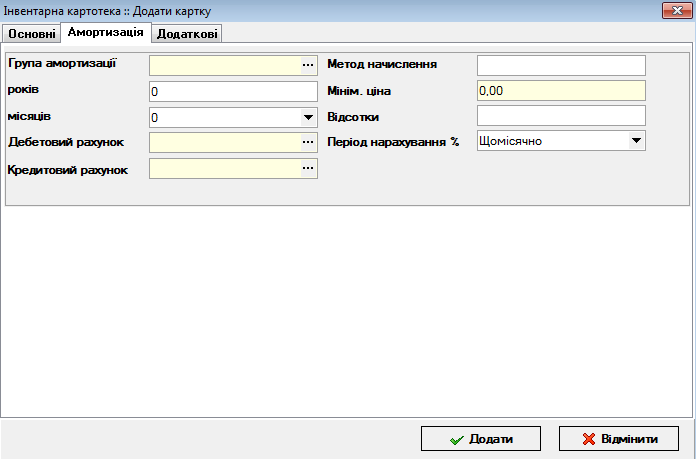 Інвентарна картотека :: Додати картку
Основні Амортизація Додаткові
Група амортизації ... Метод начислення
років 0 Мінім. ціна 0,00
місяців 0 Відсотки
Дебетовий рахунок ... Період нарахування % Щомісячно
Кредитовий рахунок ...
Додати Відмінити